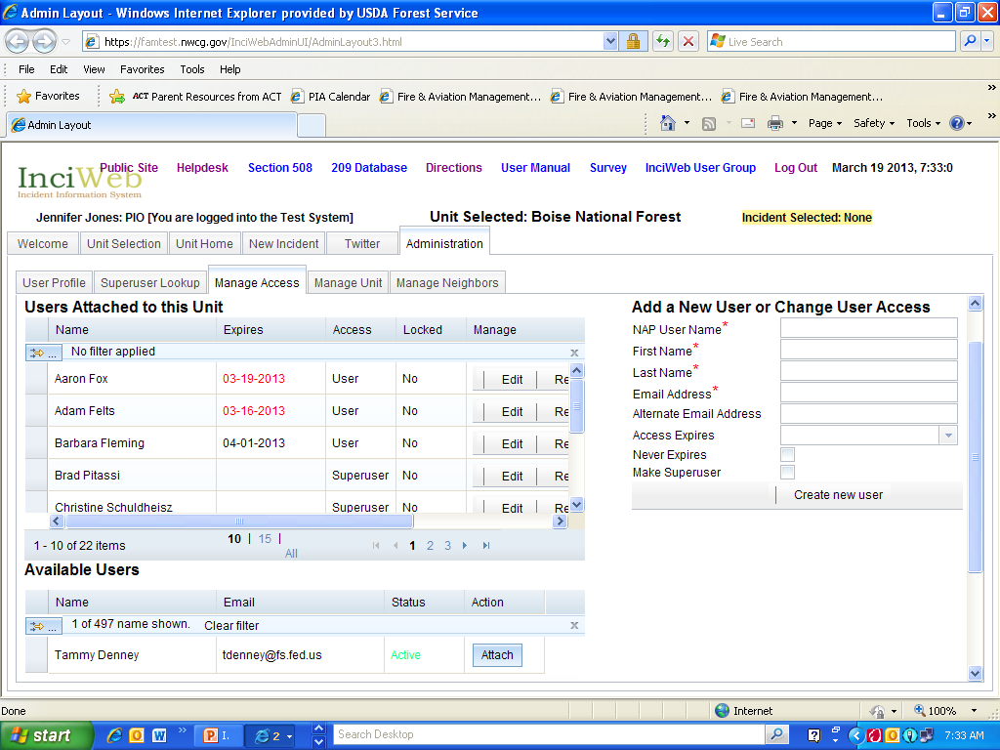 Admin Layout - Windows Internet Explorer provided by USDA Forest Service
https://famtest.nwcg.gov/InciWebAdminUI/AdminLayout3.html
Live Search
File Edit View Favorites Tools Help
Favorites ACT Parent Resources from ACT PIA Calendar Fire & Aviation Management... Fire & Aviation Management... Fire & Aviation Management... »
Admin Layout
Page Safety Tools »
Public Site Helpdesk Section 508 209 Database Directions User Manual Survey InciWeb User Group Log Out March 19 2013, 7:33:0
InciWeb
Incident Information System
Jennifer Jones: PIO [You are logged into the Test System] Unit Selected: Boise National Forest Incident Selected: None
Welcome Unit Selection Unit Home New Incident Twitter Administration
User Profile Superuser Lookup Manage Access Manage Unit Manage Neighbors
Users Attached to this Unit
Name Expires Access Locked Manage
... No filter applied x
Aaron Fox 03-19-2013 User No Edit Re
Adam Felts 03-16-2013 User No Edit Re
Barbara Fleming 04-01-2013 User No Edit Re
Brad Pitassi Superuser No Edit Re
Christine Schuldheisz Superuser No Edit Re
1 - 10 of 22 items 10 | 15 | All 1 2 3
Add a New User or Change User Access
NAP User Name*
First Name*
Last Name*
Email Address*
Alternate Email Address
Access Expires
Never Expires
Make Superuser
Create new user
Available Users
Name Email Status Action
... 1 of 497 name shown. Clear filter x
Tammy Denney tdenney@fs.fed.us Active Attach
Done Internet 100%
start W » P I. 2 Search Desktop 7:33 AM